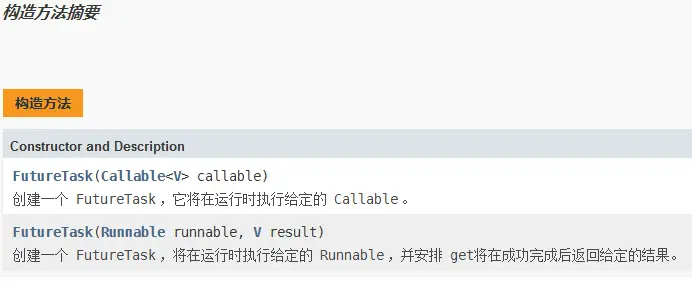 构造方法摘要
构造方法
Constructor and Description
FutureTask(Callable<V> callable)
创建一个 FutureTask，它将在运行时执行给定的 Callable。
FutureTask(Runnable runnable, V result)
创建一个 FutureTask，将在运行时执行给定的 Runnable，并安排 get将在成功完成后返回给定的结果。